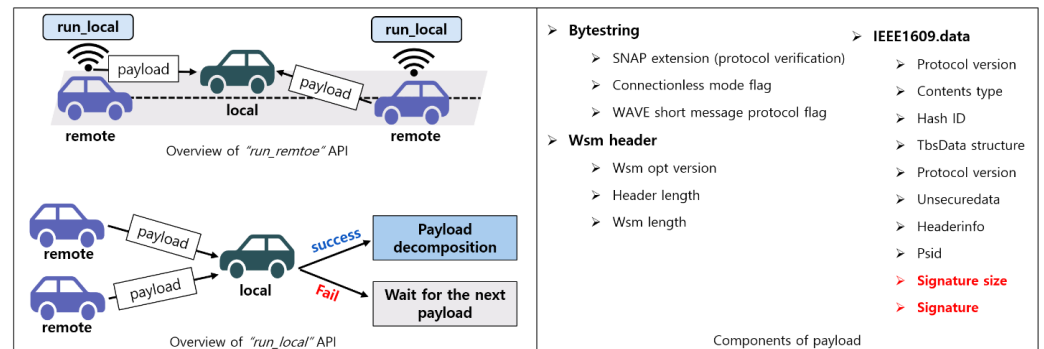 run_local
run_local
payload
payload
local
remote
remote
Overview of "run_remtoe" API
payload
payload
remote
remote
local
success
Fail
Payload
decomposition
Wait for the next
payload
Overview of "run_local" API
➢ Bytestring
➢ SNAP extension (protocol verification)
➢ Connectionless mode flag
➢ WAVE short message protocol flag
➢ Wsm header
➢ Wsm opt version
➢ Header length
➢ Wsm length
➢ IEEE1609.data
➢ Protocol version
➢ Contents type
➢ Hash ID
➢ TbsData structure
➢ Protocol version
➢ Unsecuredata
➢ Headerinfo
➢ Psid
➢ Signature size
➢ Signature
Components of payload